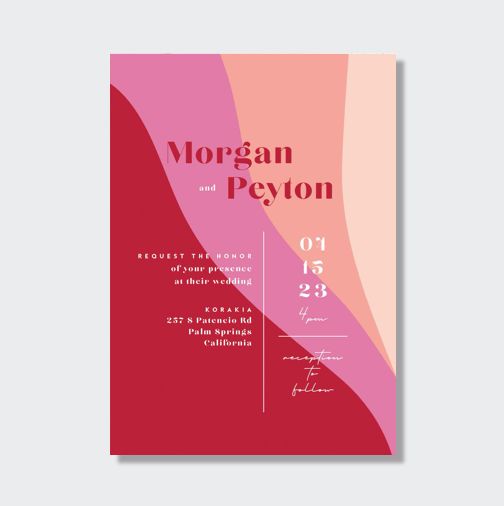 Morgan
and Peyton
REQUEST THE HONOR
of your presence
at their wedding
KORAKIA
257 S Patencio Rd
Palm Springs
California
07
15
23
4pm
reception
to
follow